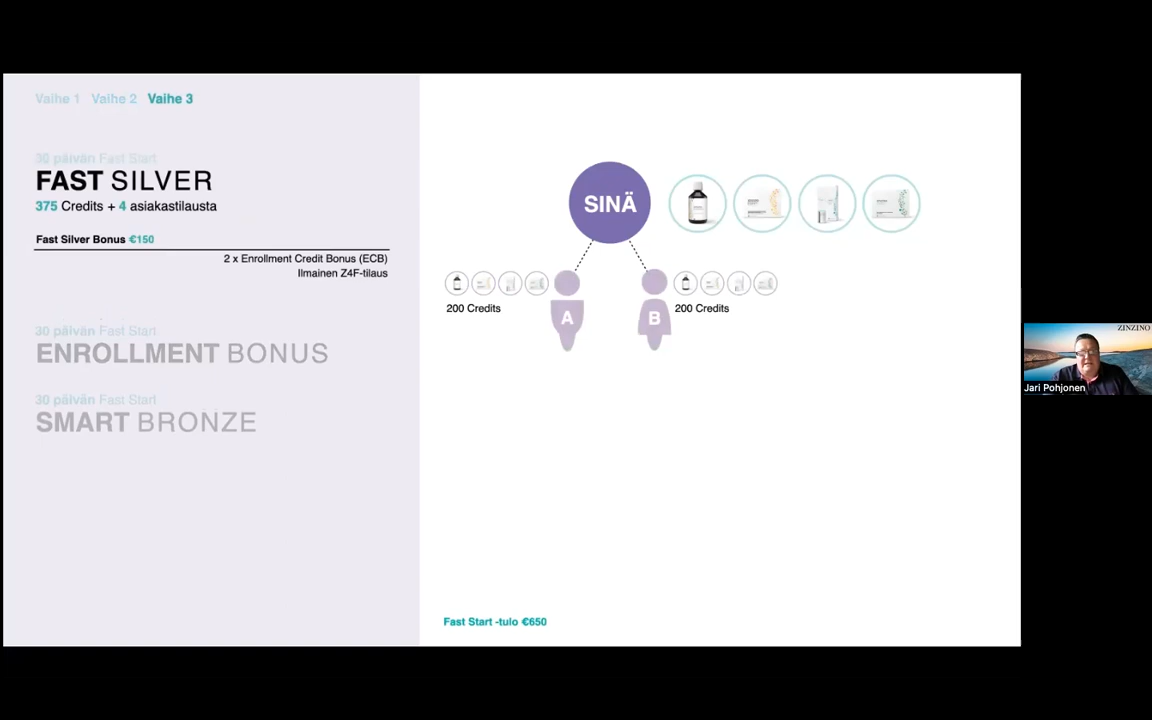 Vaihe 1 Vaihe 2 Vaihe 3
30 päivän Fast Start
FAST SILVER
375 Credits + 4 asiakastilausta
Fast Silver Bonus €150
2 x Enrollment Credit Bonus (ECB)
Ilmainen Z4F-tilaus
30 päivän Fast Start
ENROLLMENT BONUS
30 päivän Fast Start
SMART BRONZE
SINÄ
200 Credits
A
B
200 Credits
Fast Start -tulo €650
ZINZINO
Jari Pohjonen